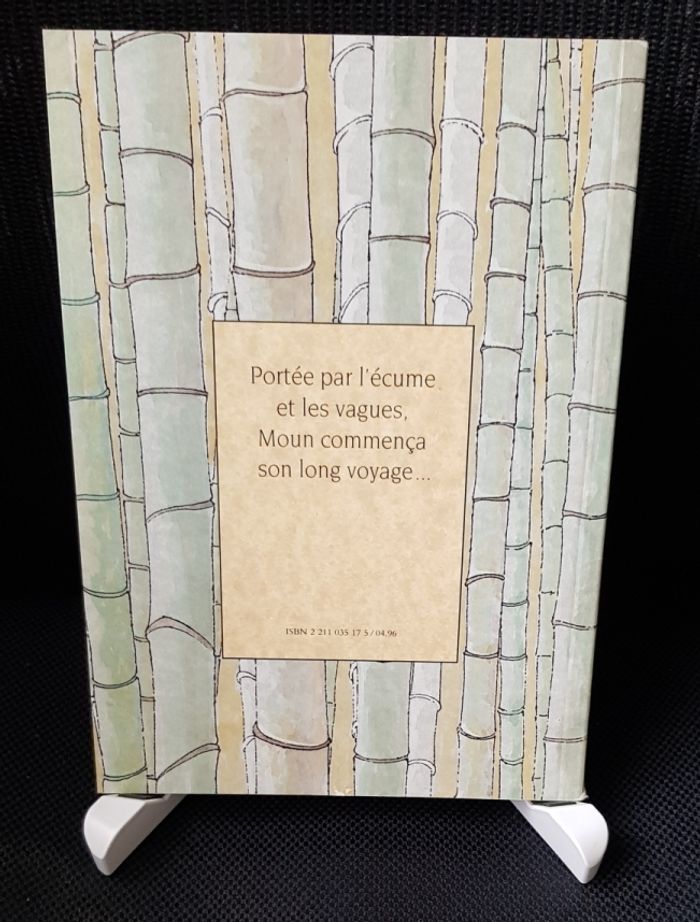 Portée par l'écume
et les vagues,
Moun commença
son long voyage...
ISBN 2 211 035 17 5 / 04.96